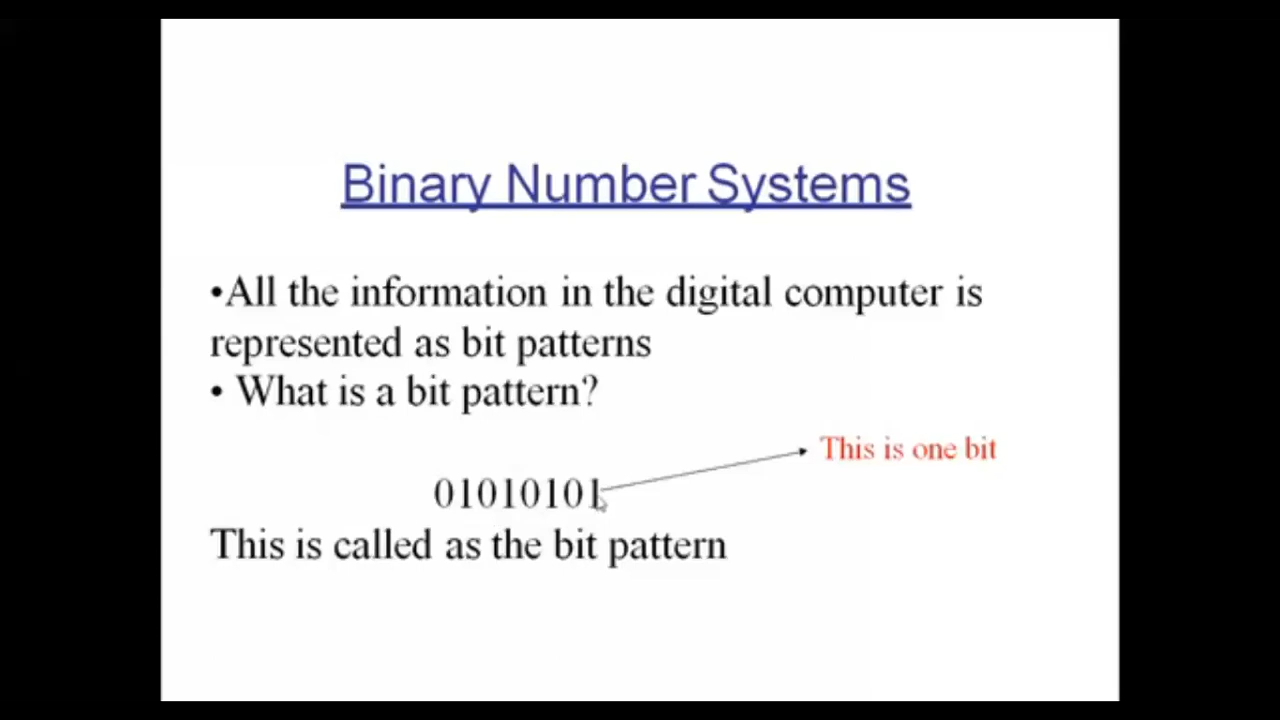 Binary Number Systems
•All the information in the digital computer is
represented as bit patterns
• What is a bit pattern?
This is one bit
01010101
This is called as the bit pattern